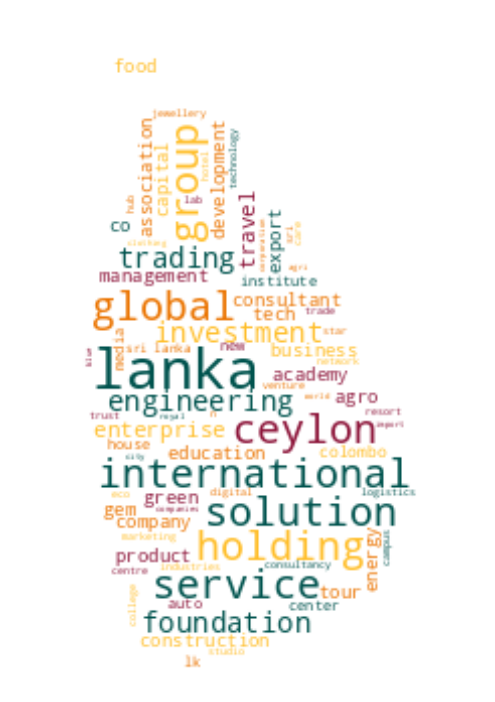 food
jewellery
association
capital
group
hotel
development
technology
hub
lab
co
clothing
travel
corporation
export
sri
care
trading
agri
management
institute
global
consultant
tech
trade
investment
star
media
sri lanka
new
business
network
blue
lanka
academy
venture
engineering
world
agro
trust
royal
n
resort
enterprise
ceylon
import
house
education
colombo
city
international
eco
green
digital
logistics
gem
companies
solution
company
marketing
holding
energy
campus
product
centre
industries
consultancy
service
tour
college
auto
center
foundation
construction
studio
lk